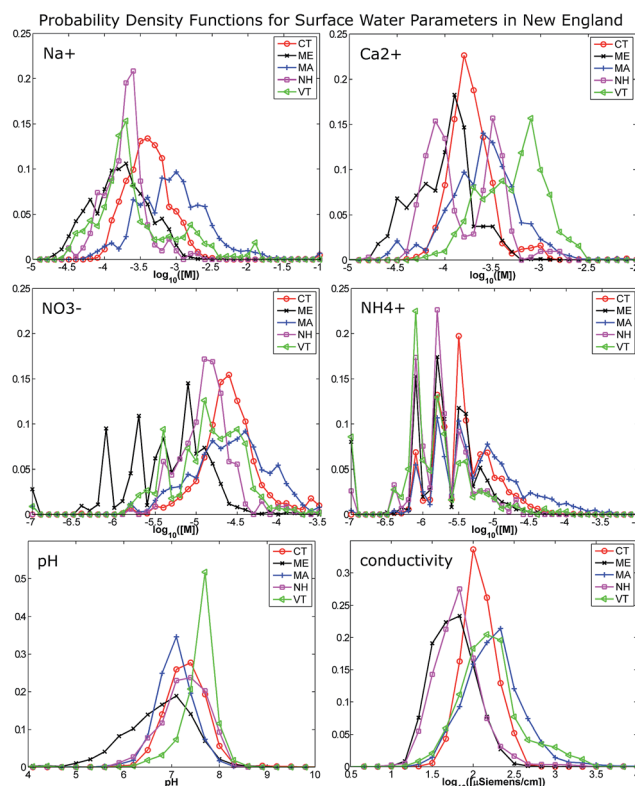 Probability Density Functions for Surface Water Parameters in New England
Na+
CT
ME
MA
NH
VT
0.25
0.2
0.15
0.1
0.05
0
-5 -4.5 -4 -3.5 -3 -2.5 -2 -1.5 -1
log10([M])
Ca2+
CT
ME
MA
NH
VT
0.25
0.2
0.15
0.1
0.05
0
-5 -4.5 -4 -3.5 -3 -2.5 -2
log10([M])
NO3-
CT
ME
MA
NH
VT
0.25
0.2
0.15
0.1
0.05
0
-7 -6.5 -6 -5.5 -5 -4.5 -4 -3.5
log10([M])
NH4+
CT
ME
MA
NH
VT
0.25
0.2
0.15
0.1
0.05
0
-7 -6.5 -6 -5.5 -5 -4.5 -4 -3.5 -3
log10([M])
pH
CT
ME
MA
NH
VT
0.5
0.4
0.3
0.2
0.1
0
4 5 6 7 8 9 10
pH
conductivity
CT
ME
MA
NH
VT
0.3
0.25
0.2
0.15
0.1
0.05
0
0.5 1 1.5 2 2.5 3 3.5 4
log10([µSiemens/cm]